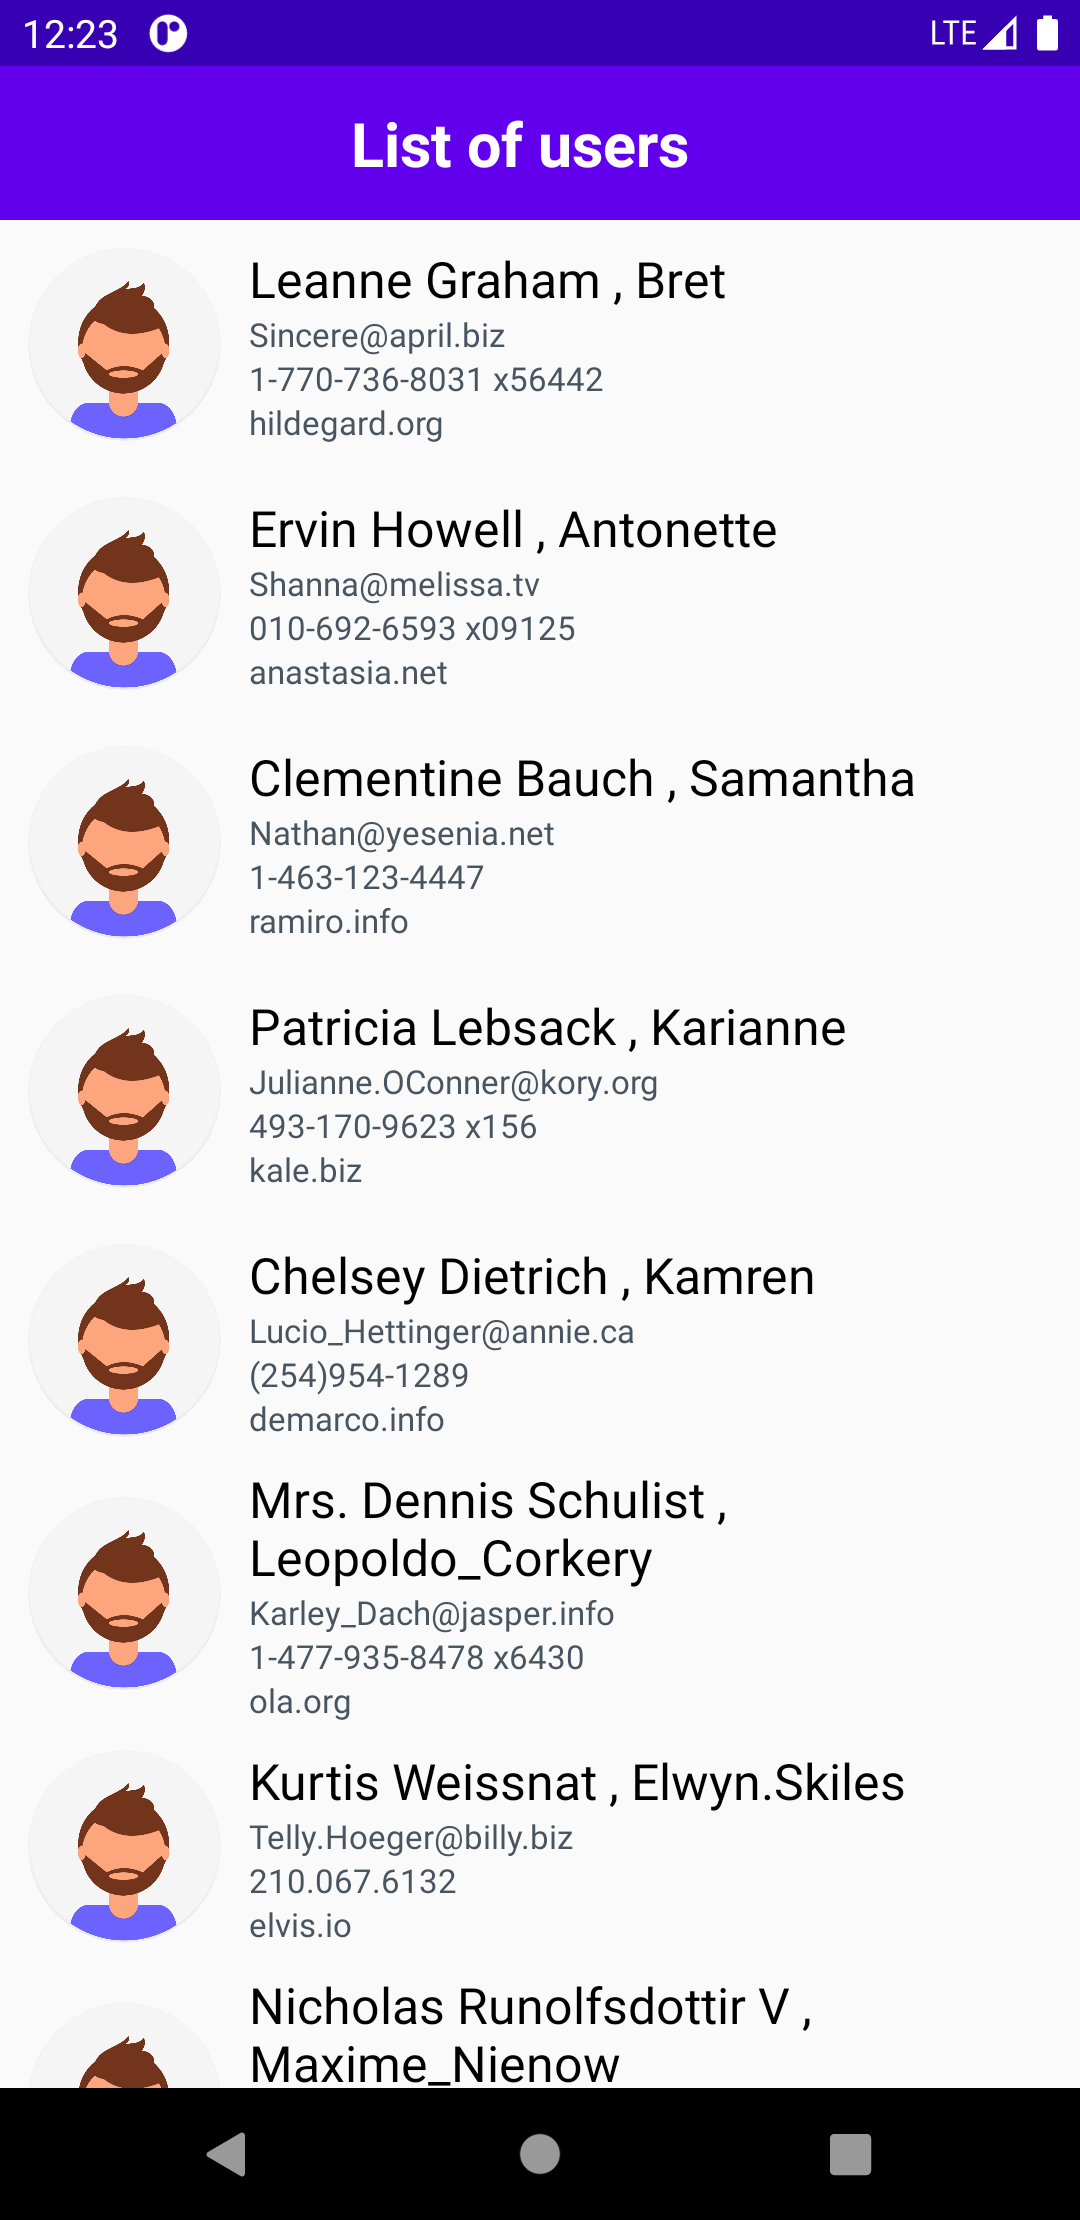 12:23
LTE
List of users
Leanne Graham , Bret
Sincere@april.biz
1-770-736-8031 x56442
hildegard.org
Ervin Howell , Antonette
Shanna@melissa.tv
010-692-6593 x09125
anastasia.net
Clementine Bauch , Samantha
Nathan@yesenia.net
1-463-123-4447
ramiro.info
Patricia Lebsack , Karianne
Julianne.OConner@kory.org
493-170-9623 x156
kale.biz
Chelsey Dietrich , Kamren
Lucio_Hettinger@annie.ca
(254)954-1289
demarco.info
Mrs. Dennis Schulist ,
Leopoldo_Corkery
Karley_Dach@jasper.info
1-477-935-8478 x6430
ola.org
Kurtis Weissnat , Elwyn.Skiles
Telly.Hoeger@billy.biz
210.067.6132
elvis.io
Nicholas Runolfsdottir V ,
Maxime_Nienow